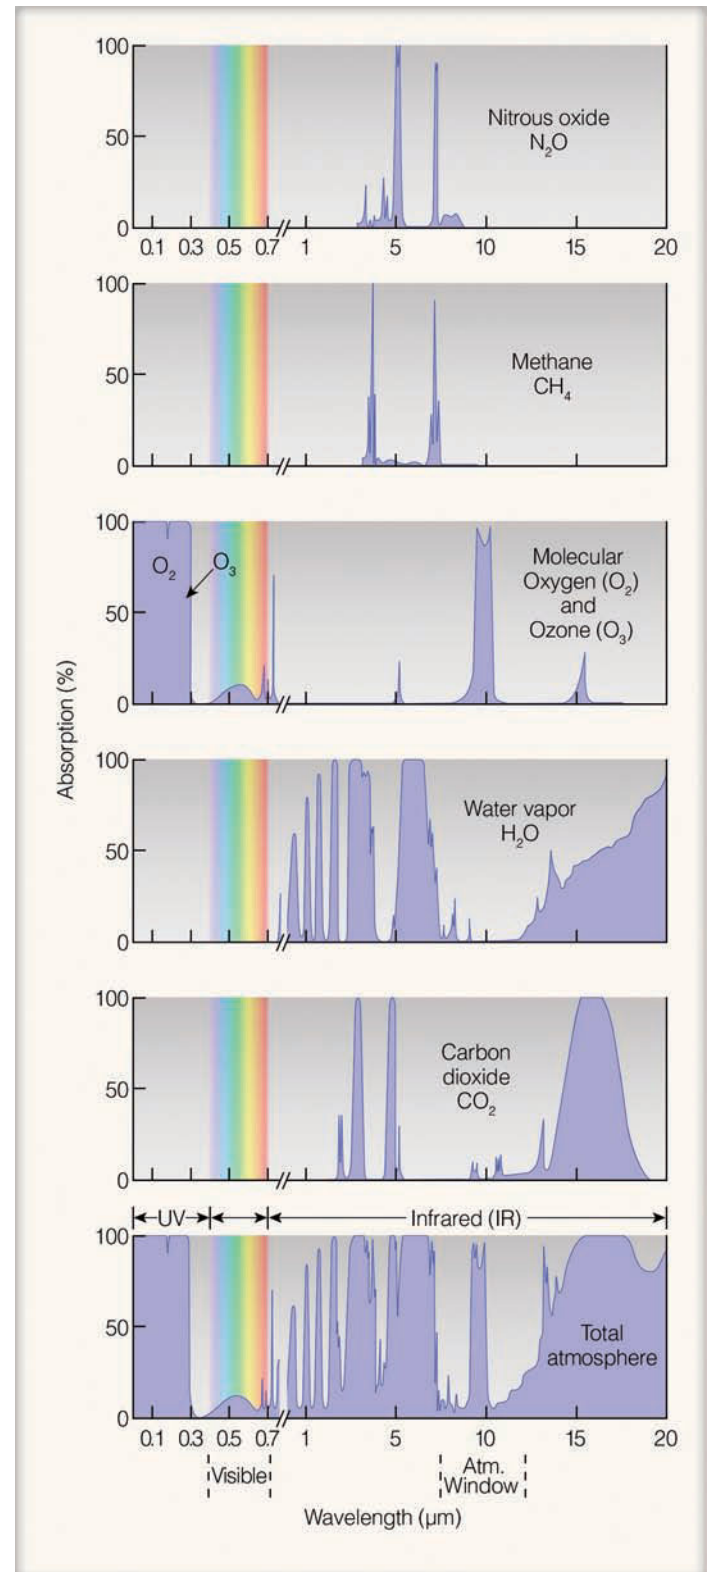 100
50
0
Nitrous oxide
N₂O
0.1 0.3 0.5 0.7 1 5 10 15 20
100
50
0
Methane
CH₄
Absorption (%)
100
50
0
O₂
O₃
Molecular
Oxygen (O₂)
and
Ozone (O₃)
100
50
0
Water vapor
H₂O
100
50
0
Carbon
dioxide
CO₂
UV
Infrared (IR)
100
50
0
Total
atmosphere
0.1 0.3 0.5 0.7 1 5 10 15 20
Visible
Atm.
Window
Wavelength (µm)